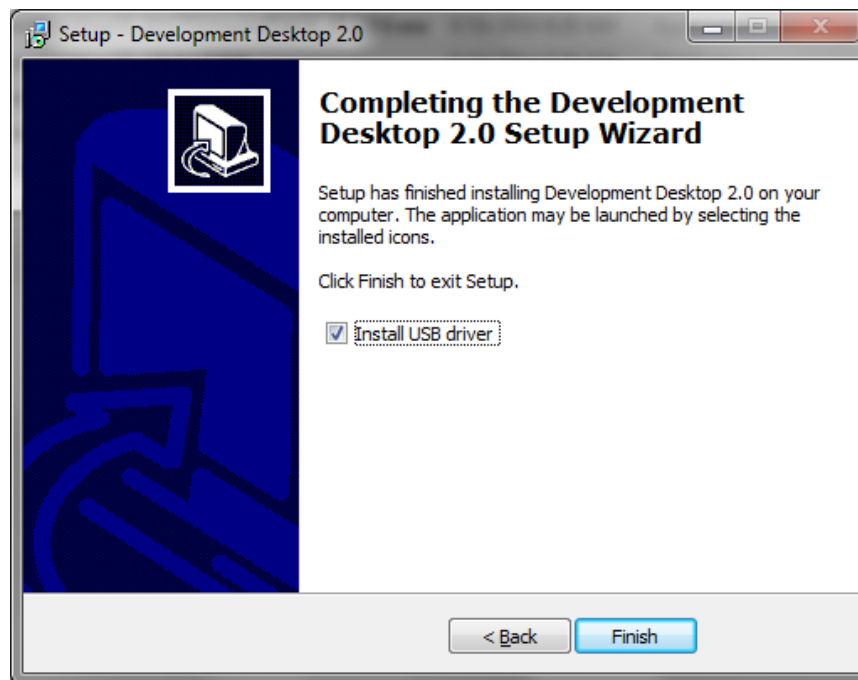 Setup - Development Desktop 2.0
Completing the Development
Desktop 2.0 Setup Wizard
Setup has finished installing Development Desktop 2.0 on your
computer. The application may be launched by selecting the
installed icons.
Click Finish to exit Setup.
Install USB driver
< Back
Finish